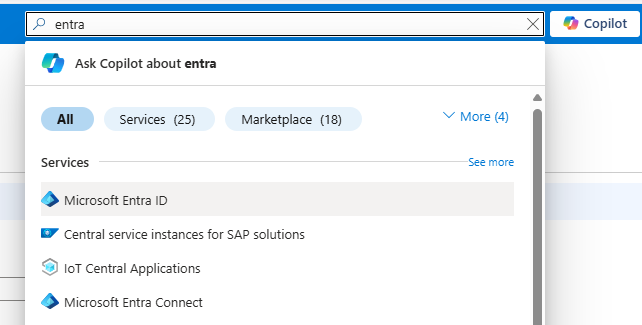 entra
Copilot
Ask Copilot about entra
All
Services (25)
Marketplace (18)
More (4)
Services
See more
Microsoft Entra ID
Central service instances for SAP solutions
IoT Central Applications
Microsoft Entra Connect